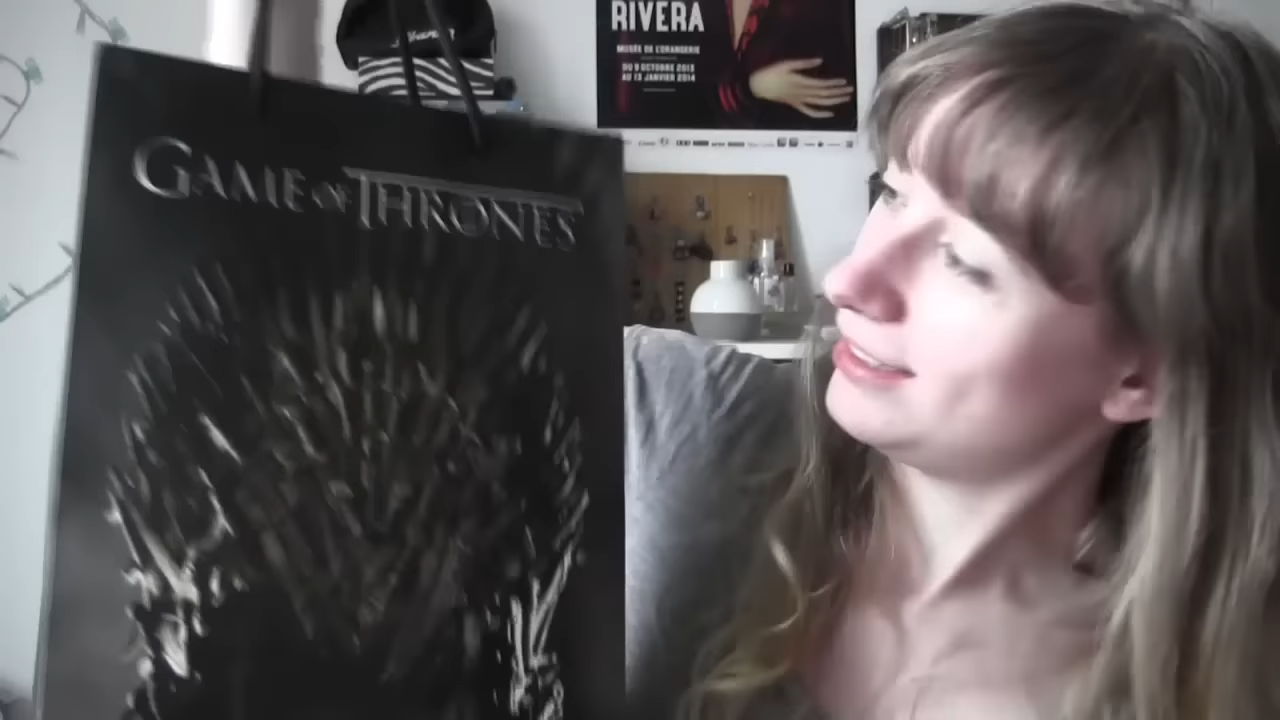 GAME OF THRONES
RIVERA
MUSÉE DE L'ORANGERIE
DU 9 OCTOBRE 2013
AU 13 JANVIER 2014